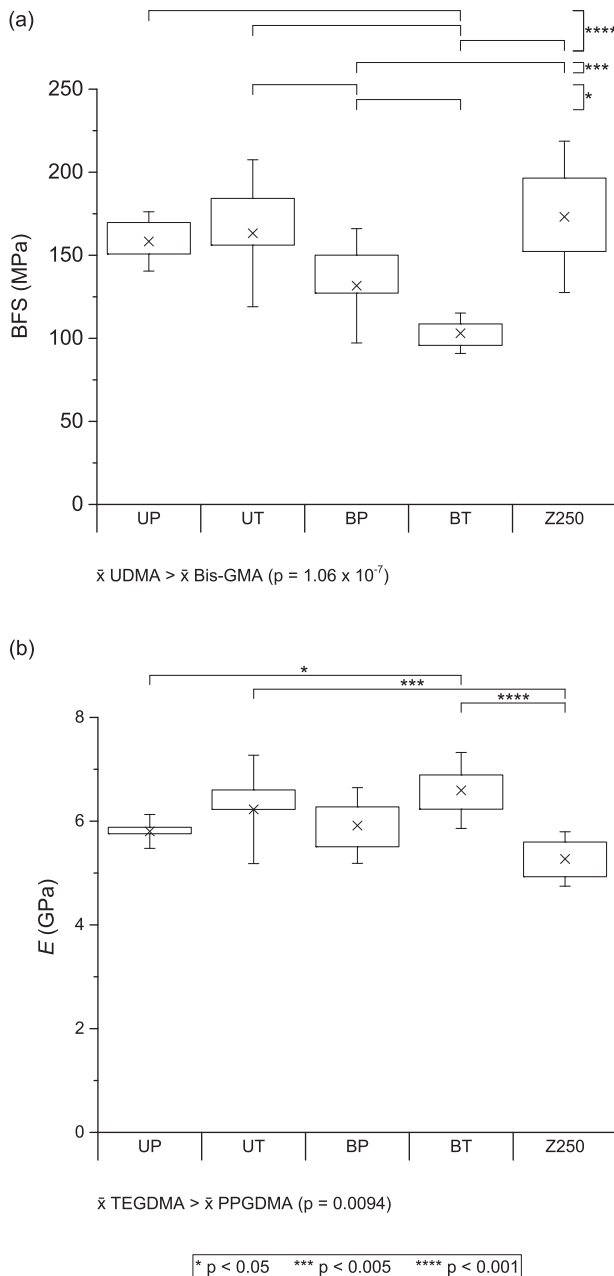 (a)
****
***
*
250
200
150
100
50
0
BFS (MPa)
UP UT BP BT Z250
x̄ UDMA > x̄ Bis-GMA (p = 1.06 x 10⁻⁷)
(b)
*
***
****
8
6
4
2
0
E (GPa)
UP UT BP BT Z250
x̄ TEGDMA > x̄ PPGDMA (p = 0.0094)
* p < 0.05 *** p < 0.005 **** p < 0.001